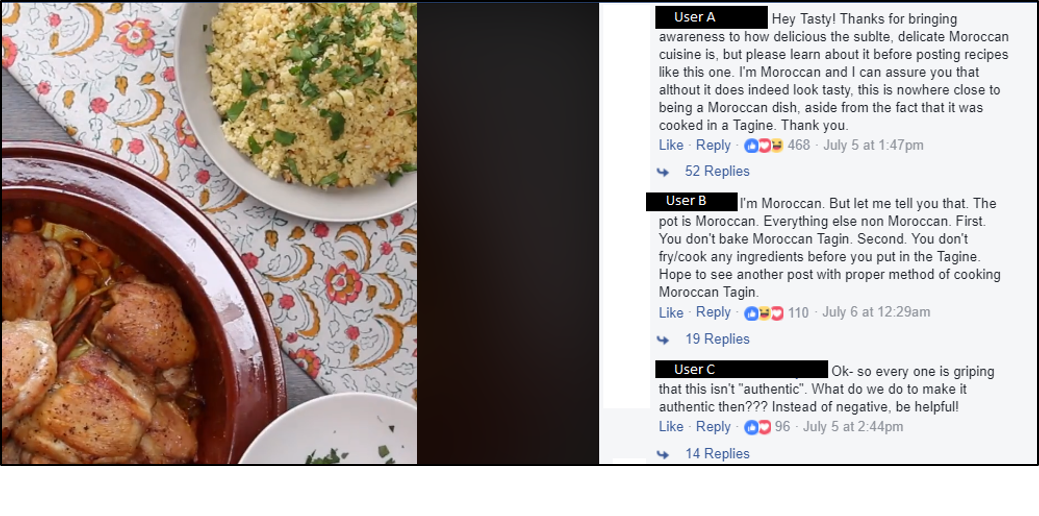 User A Hey Tasty! Thanks for bringing
awareness to how delicious the sublte, delicate Moroccan
cuisine is, but please learn about it before posting recipes
like this one. I'm Moroccan and I can assure you that
althout it does indeed look tasty, this is nowhere close to
being a Moroccan dish, aside from the fact that it was
cooked in a Tagine. Thank you.
Like · Reply · 468 · July 5 at 1:47pm
52 Replies
User B I'm Moroccan. But let me tell you that. The
pot is Moroccan. Everything else non Moroccan. First.
You don't bake Moroccan Tagin. Second. You don't
fry/cook any ingredients before you put in the Tagine.
Hope to see another post with proper method of cooking
Moroccan Tagin.
Like · Reply · 110 · July 6 at 12:29am
19 Replies
User C Ok- so every one is griping
that this isn't "authentic". What do we do to make it
authentic then??? Instead of negative, be helpful!
Like · Reply · 96 · July 5 at 2:44pm
14 Replies